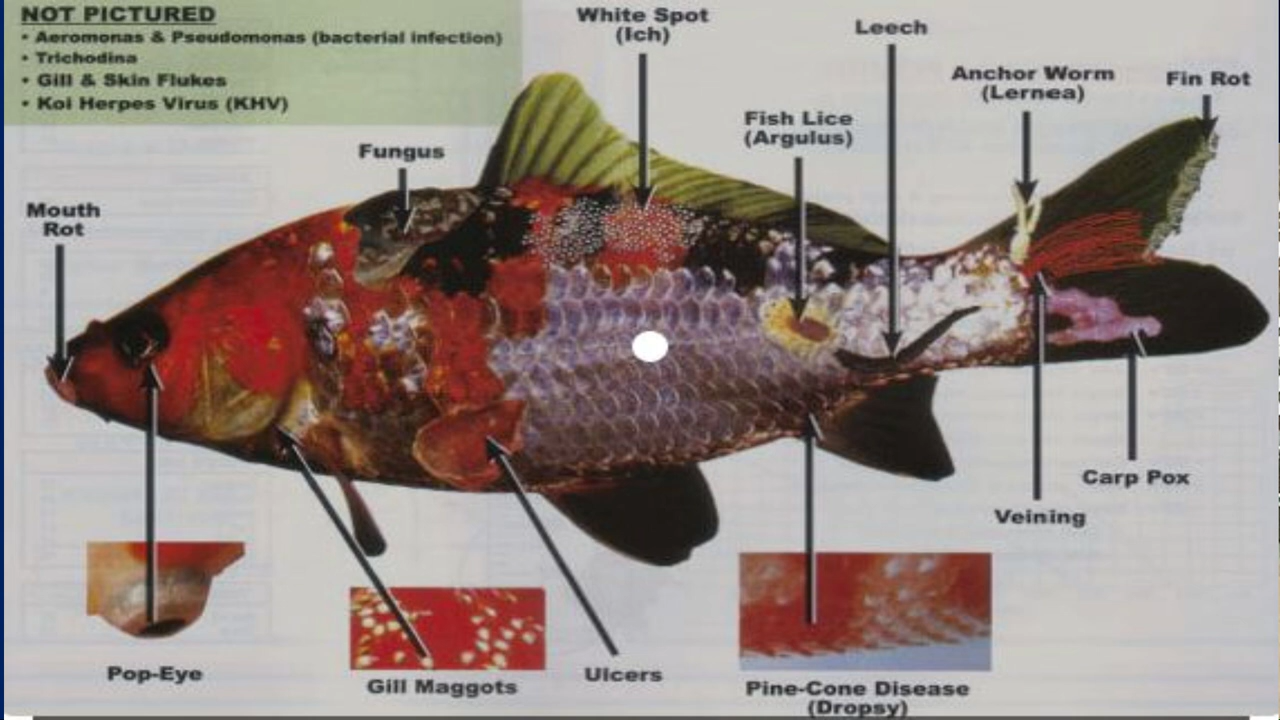 NOT PICTURED
• Aeromonas & Pseudomonas (bacterial infection)
• Trichodina
• Gill & Skin Flukes
• Koi Herpes Virus (KHV)
White Spot
(Ich)
Leech
Anchor Worm
(Lernea)
Fin Rot
Fish Lice
(Argulus)
Fungus
Mouth
Rot
Carp Pox
Veining
Pop-Eye
Gill Maggots
Ulcers
Pine-Cone Disease
(Dropsy)